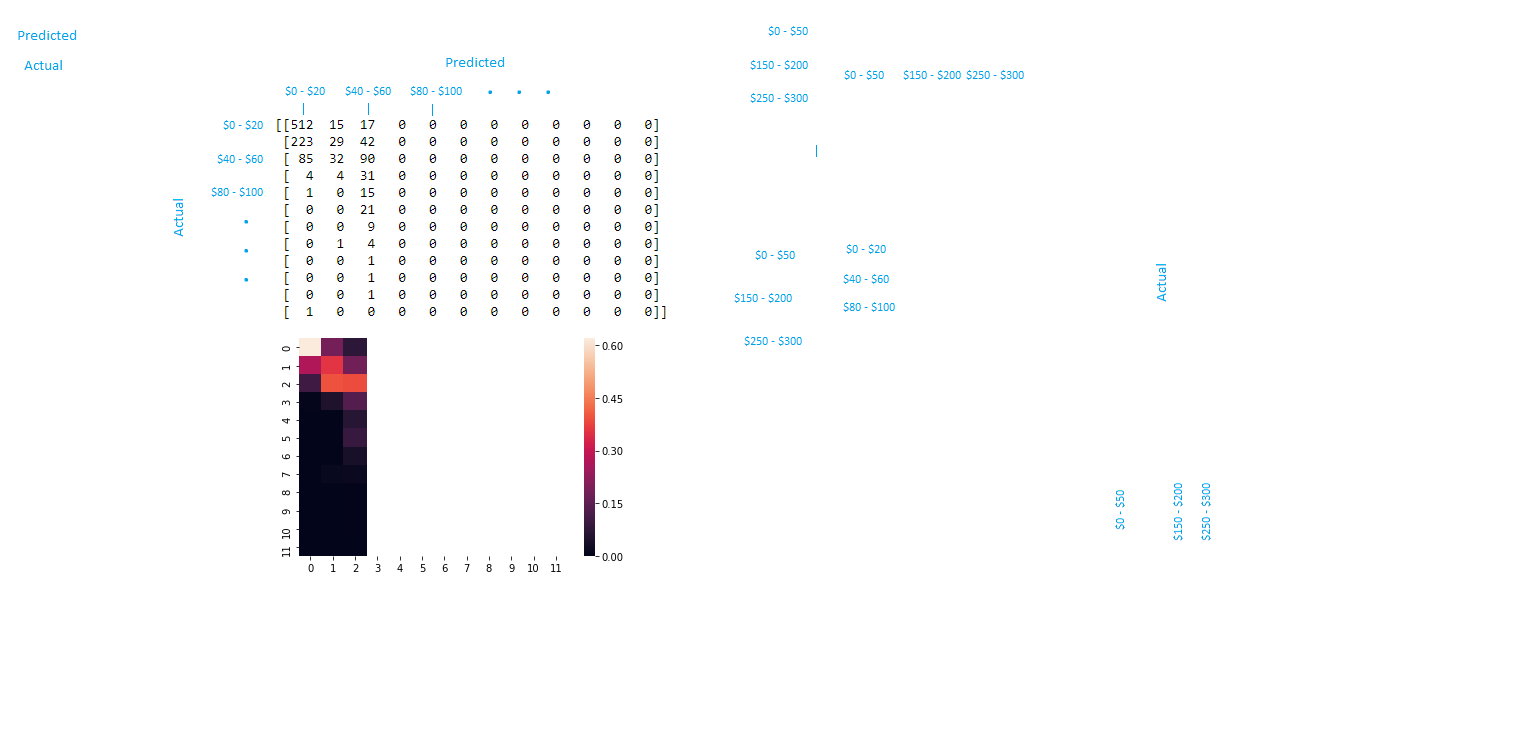 Predicted
Actual
Predicted
$0 - $20 $40 - $60 $80 - $100 • • •
$0 - $20 [[512 15 17 0 0 0 0 0 0 0 0 0]
[223 29 42 0 0 0 0 0 0 0 0 0]
$40 - $60 [ 85 32 90 0 0 0 0 0 0 0 0 0]
[ 4 4 31 0 0 0 0 0 0 0 0 0]
$80 - $100 [ 1 0 15 0 0 0 0 0 0 0 0 0]
[ 0 0 21 0 0 0 0 0 0 0 0 0]
[ 0 0 9 0 0 0 0 0 0 0 0 0]
[ 0 1 4 0 0 0 0 0 0 0 0 0]
[ 0 0 1 0 0 0 0 0 0 0 0 0]
[ 0 0 1 0 0 0 0 0 0 0 0 0]
[ 0 0 1 0 0 0 0 0 0 0 0 0]
[ 1 0 0 0 0 0 0 0 0 0 0 0]]
Actual
•
•
•
0
1
2
3
4
5
6
7
8
9
10
11
0 1 2 3 4 5 6 7 8 9 10 11
0.60
0.45
0.30
0.15
0.00
$0 - $50
$150 - $200
$250 - $300
$0 - $50 $150 - $200 $250 - $300
$0 - $50
$150 - $200
$250 - $300
$0 - $20
$40 - $60
$80 - $100
Actual
$0 - $50
$150 - $200
$250 - $300